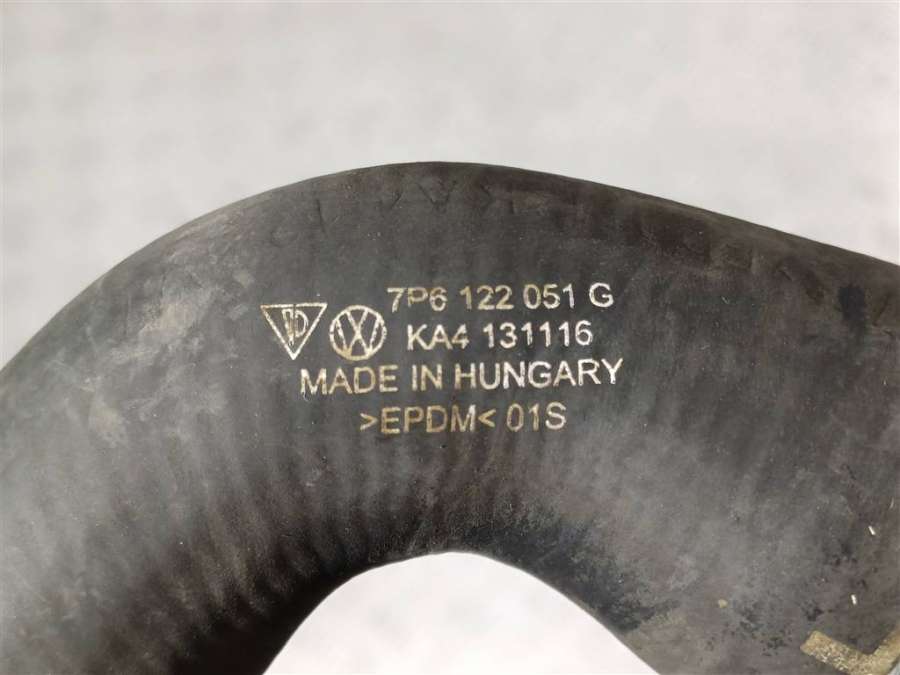 7P6 122 051 G
KA4 131116
MADE IN HUNGARY
>EPDM< 01S